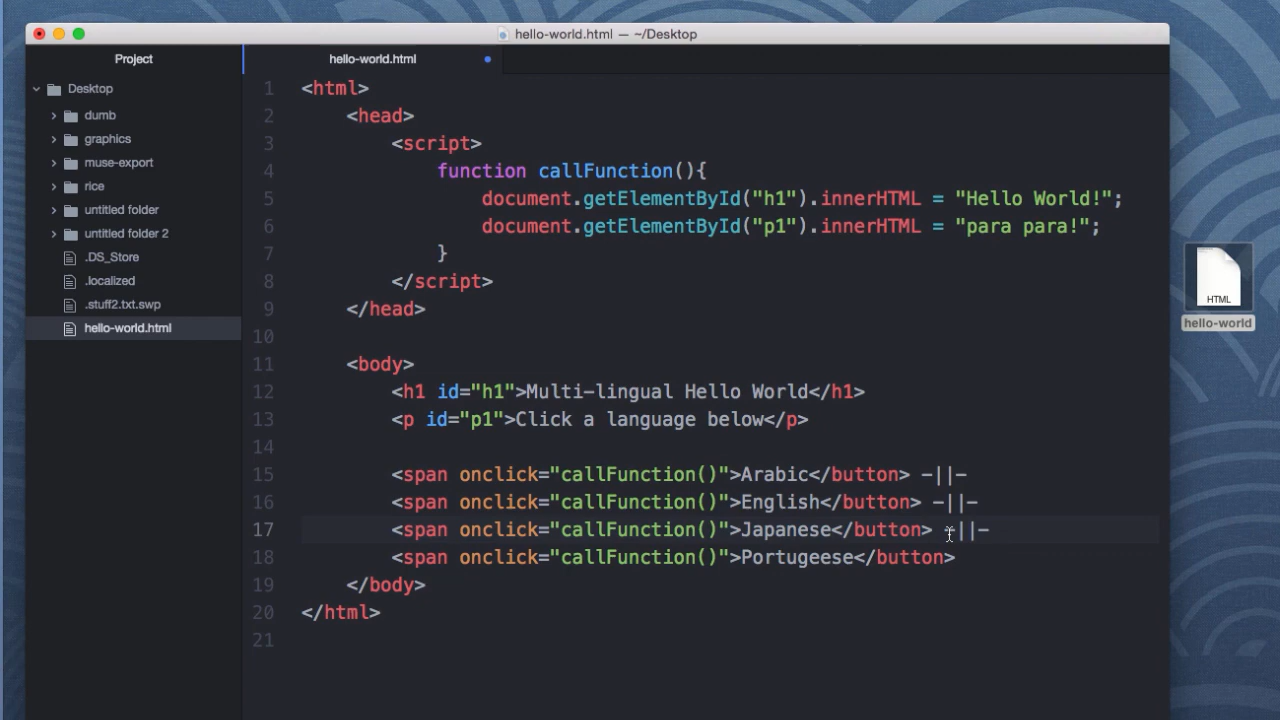 hello-world.html — ~/Desktop
Project
hello-world.html
Desktop
dumb
graphics
muse-export
rice
untitled folder
untitled folder 2
.DS_Store
.localized
.stuff2.txt.swp
hello-world.html
1 <html>
2 <head>
3 <script>
4 function callFunction(){
5 document.getElementById("h1").innerHTML = "Hello World!";
6 document.getElementById("p1").innerHTML = "para para!";
7 }
8 </script>
9 </head>
10
11 <body>
12 <h1 id="h1">Multi-lingual Hello World</h1>
13 <p id="p1">Click a language below</p>
14
15 <span onclick="callFunction()">Arabic</button> -||-
16 <span onclick="callFunction()">English</button> -||-
17 <span onclick="callFunction()">Japanese</button> -||-
18 <span onclick="callFunction()">Portugeese</button>
19 </body>
20 </html>
21
HTML
hello-world